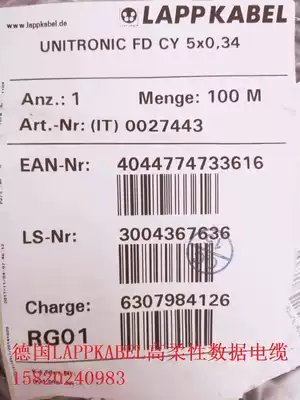 www.lappkabel.de
LAPPKABEL
UNITRONIC FD CY 5x0,34
Anz.: 1 Menge: 100 M
Art.-Nr: (IT) 0027443
EAN-Nr: 4044774733616
LS-Nr: 3004367636
Charge: 6307984126
RG01
德国LAPPKABEL高柔性数据电缆
15820240983